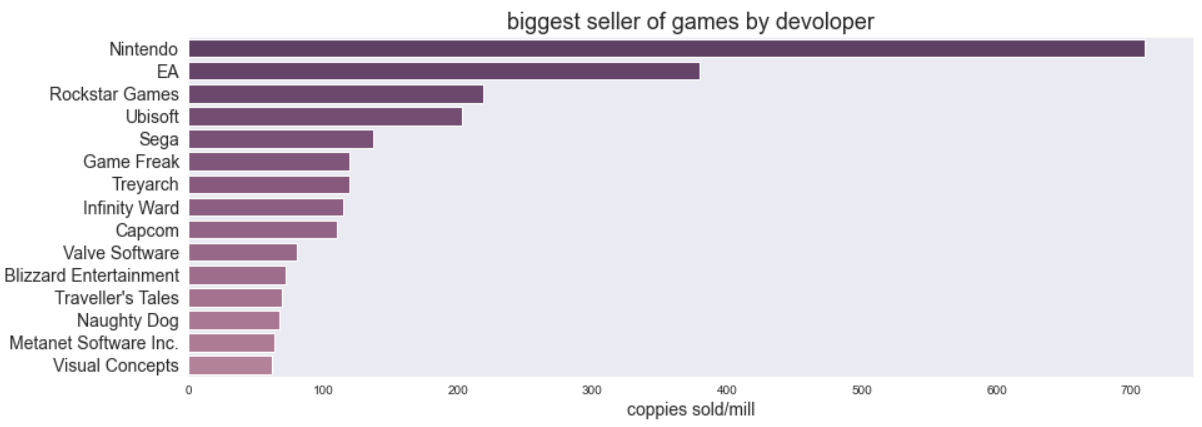 biggest seller of games by devoloper
Nintendo
EA
Rockstar Games
Ubisoft
Sega
Game Freak
Treyarch
Infinity Ward
Capcom
Valve Software
Blizzard Entertainment
Traveller's Tales
Naughty Dog
Metanet Software Inc.
Visual Concepts
0 100 200 300 400 500 600 700
coppies sold/mill